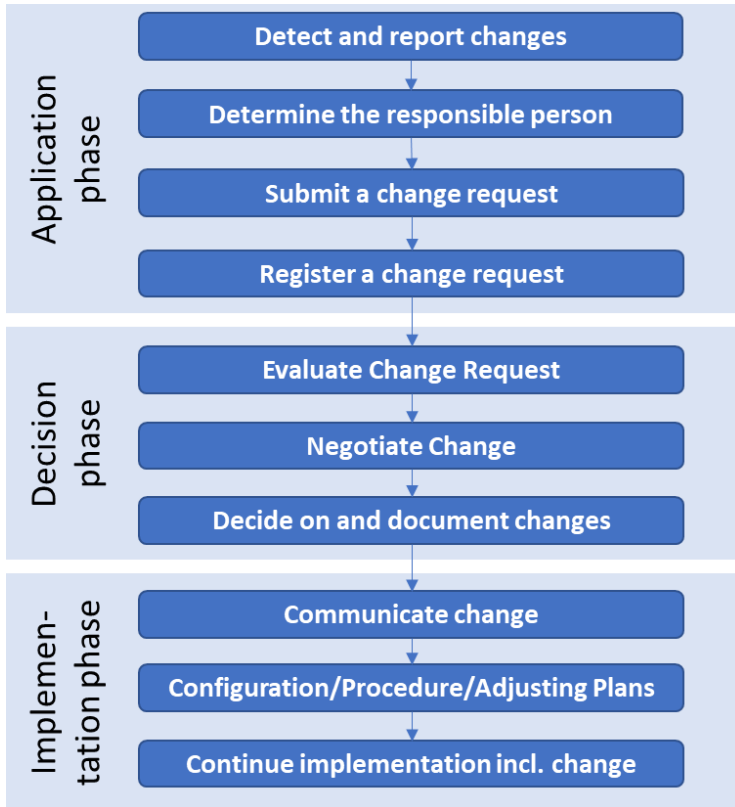 Application
phase
Detect and report changes
Determine the responsible person
Submit a change request
Register a change request
Decision
phase
Evaluate Change Request
Negotiate Change
Decide on and document changes
Implemen-
tation phase
Communicate change
Configuration/Procedure/Adjusting Plans
Continue implementation incl. change